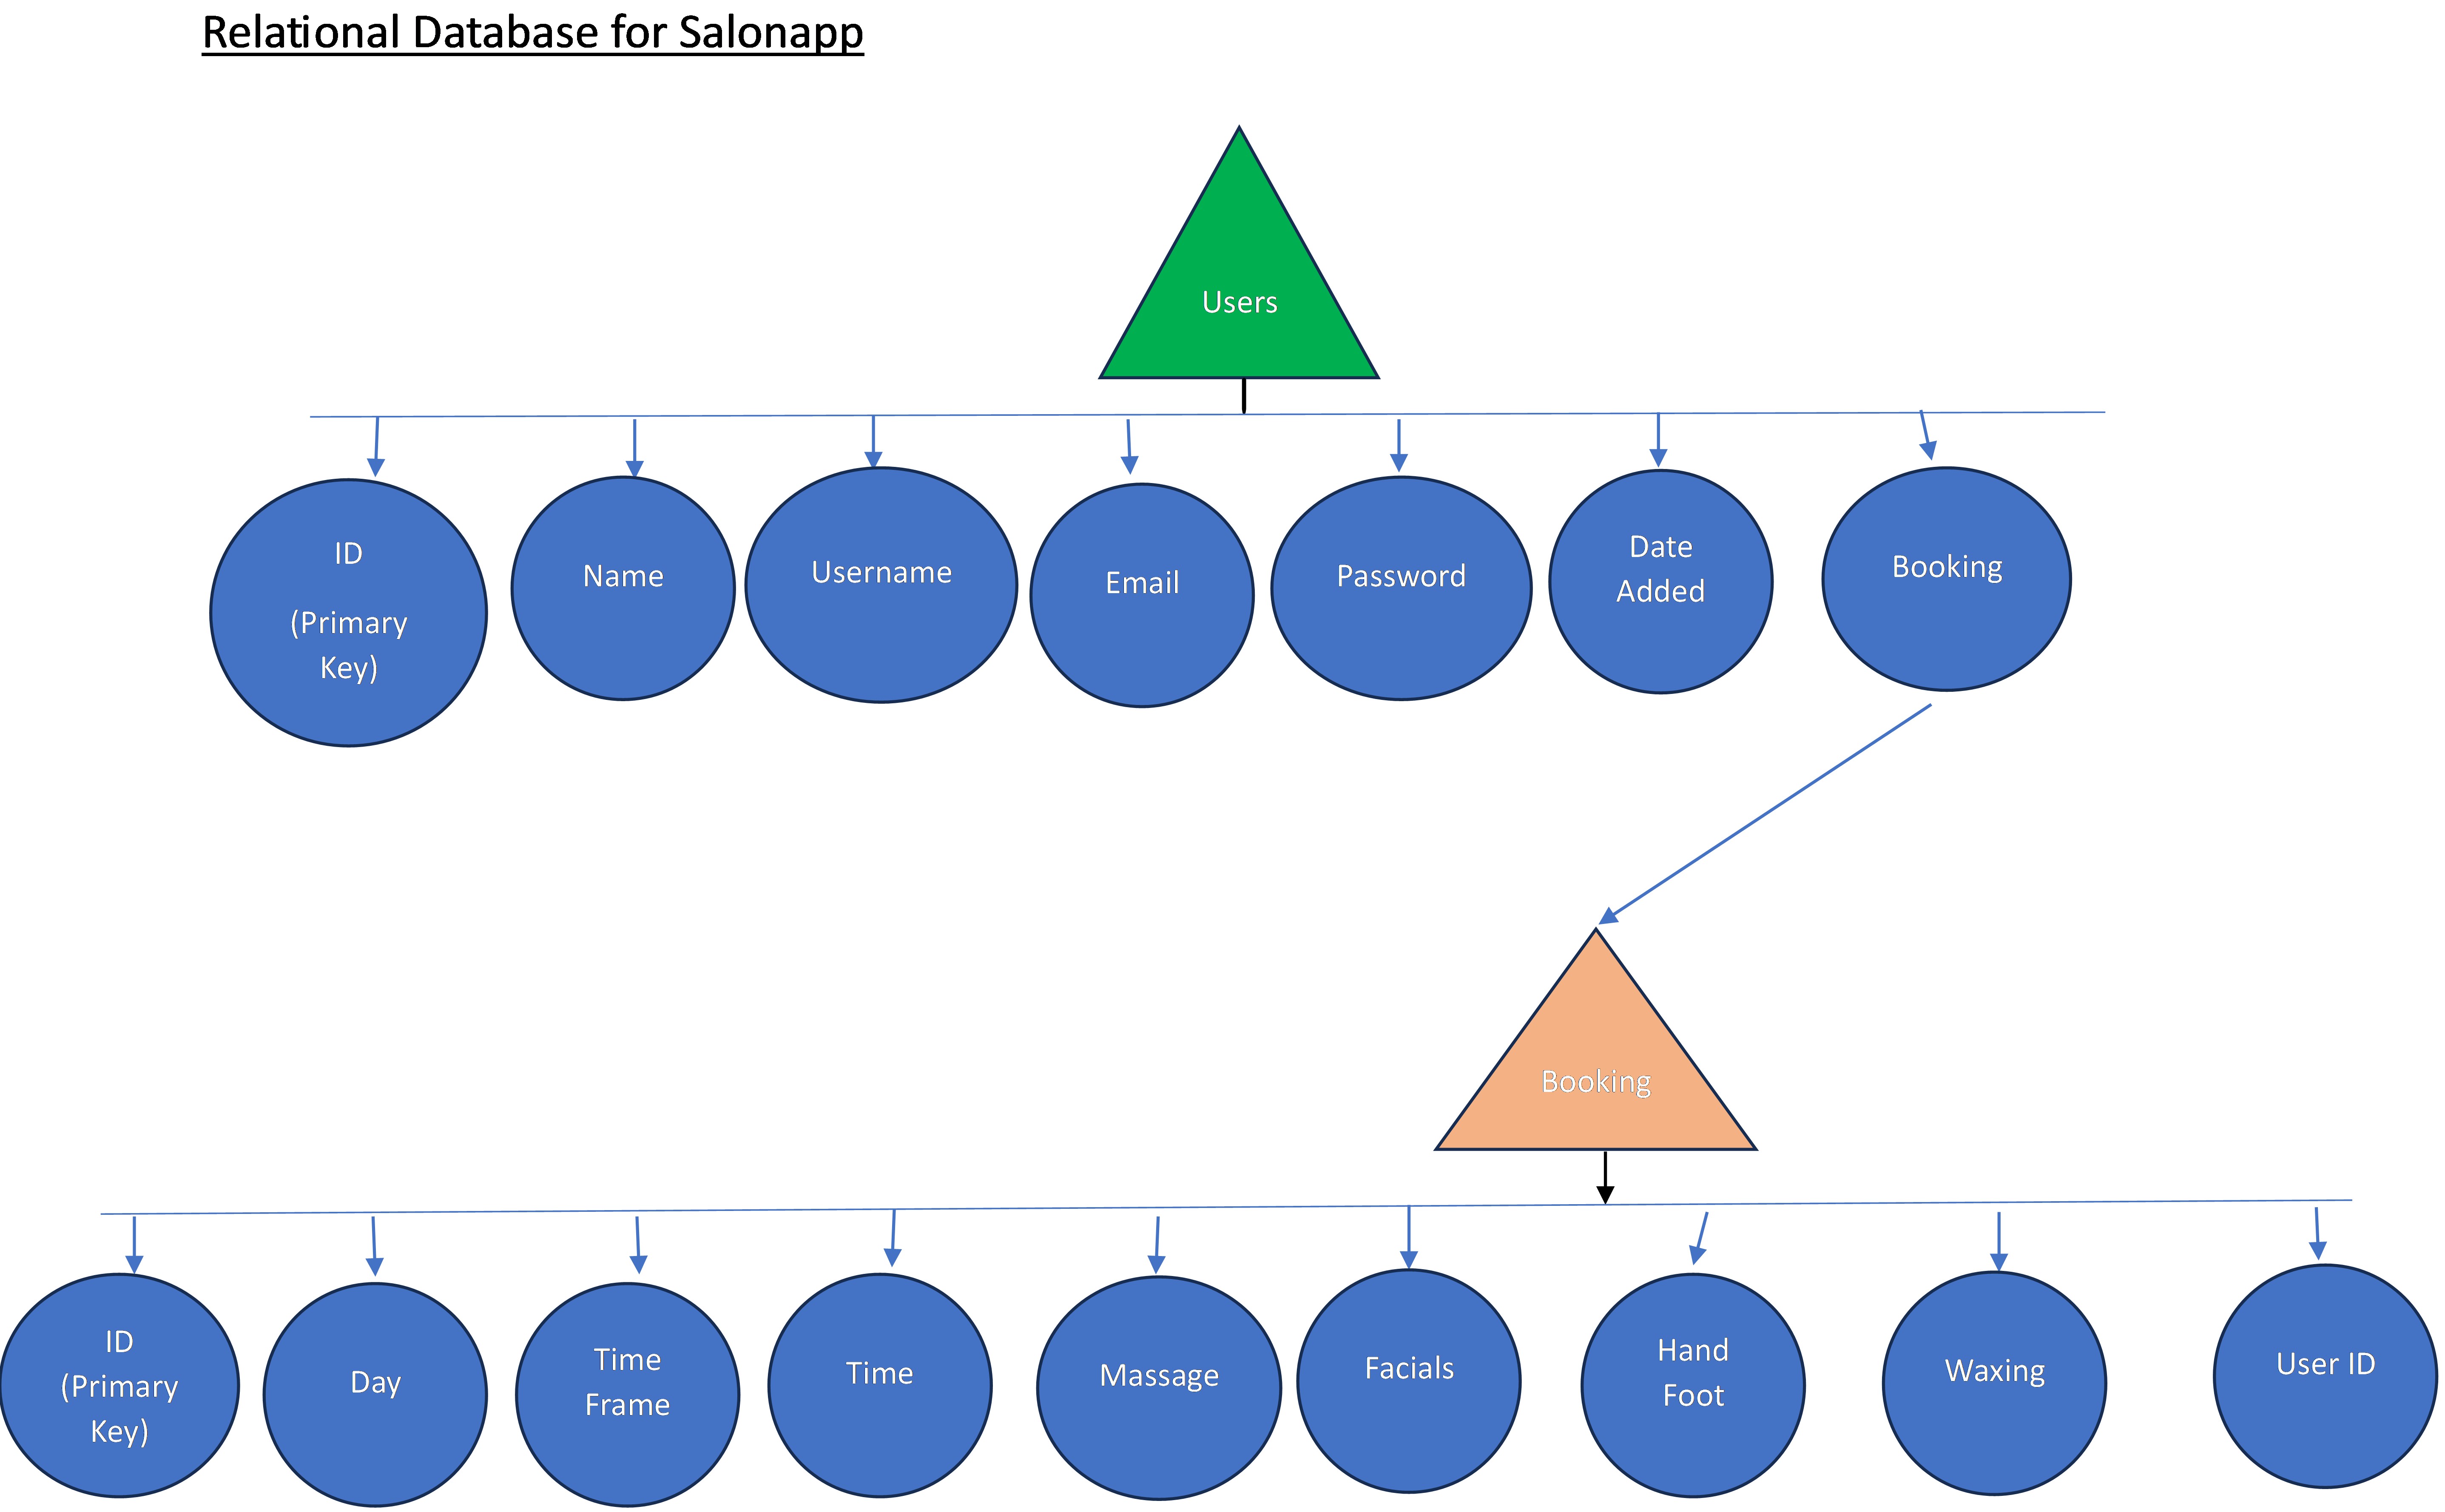 Relational Database for Salonapp
Users
ID
(Primary
Key)
Name
Username
Email
Password
Date
Added
Booking
Booking
ID
(Primary
Key)
Day
Time
Frame
Time
Massage
Facials
Hand
Foot
Waxing
User ID